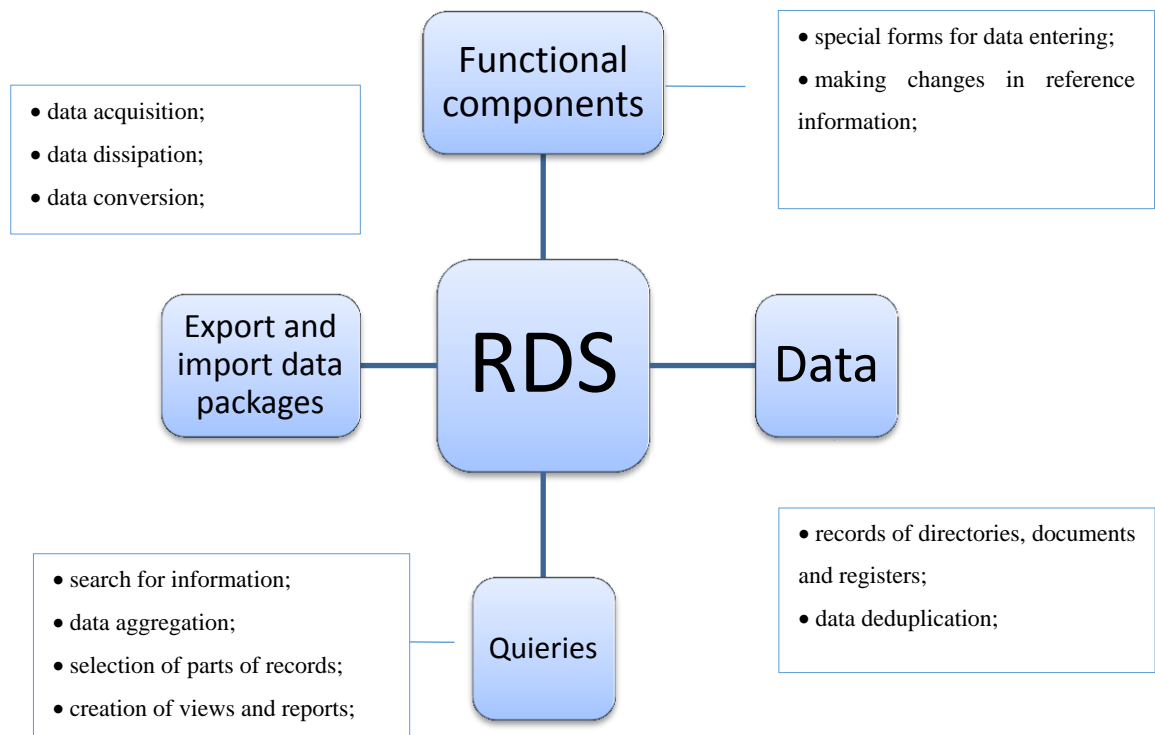 Functional
components
• special forms for data entering;
• making changes in reference
information;
• data acquisition;
• data dissipation;
• data conversion;
Export and
import data
packages
RDS
Data
• search for information;
• data aggregation;
• selection of parts of records;
• creation of views and reports;
Quieries
• records of directories, documents
and registers;
• data deduplication;